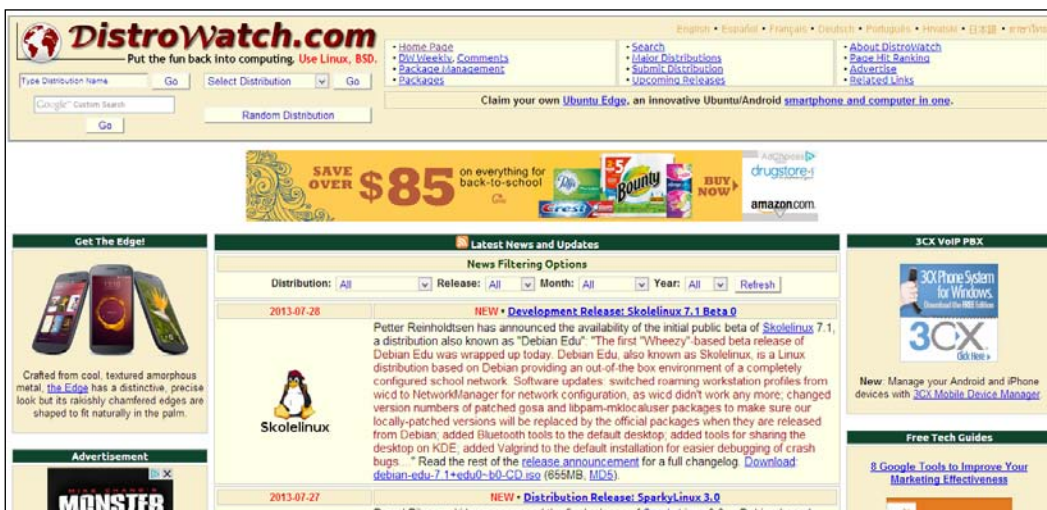 DistroWatch.com
Put the fun back into computing. Use Linux, BSD.
English • Español • Français • Deutsch • Português • Hrvatski • 日本語 •
• Home Page
• DW Weekly, Comments
• Package Management
• Packages
• Search
• Major Distributions
• Submit Distribution
• Upcoming Releases
• About DistroWatch
• Page Hit Ranking
• Advertise
• Related Links
Type Distribution Name Go Select Distribution Go
Google™ Custom Search
Go
Random Distribution
Claim your own Ubuntu Edge, an innovative Ubuntu/Android smartphone and computer in one.
SAVE OVER $85 on everything for back-to-school
Puffs
Crest
Bounty
BUY NOW
AdChoices
drugstore
amazon.com
Get The Edge!
Crafted from cool, textured amorphous
metal, the Edge has a distinctive, precise
look but its rakishly chamfered edges are
shaped to fit naturally in the palm.
Advertisement
MONSTER
Latest News and Updates
News Filtering Options
Distribution: All Release: All Month: All Year: All Refresh
2013-07-28 NEW • Development Release: Skolelinux 7.1 Beta 0
Skolelinux
Petter Reinholdtsen has announced the availability of the initial public beta of Skolelinux 7.1,
a distribution also known as "Debian Edu": "The first "Wheezy"-based beta release of
Debian Edu was wrapped up today. Debian Edu, also known as Skolelinux, is a Linux
distribution based on Debian providing an out-of-the box environment of a completely
configured school network. Software updates: switched roaming workstation profiles from
wicd to NetworkManager for network configuration, as wicd didn't work any more; changed
version numbers of patched gosa and libpam-mklocaluser packages to make sure our
locally-patched versions will be replaced by the official packages when they are released
from Debian; added Bluetooth tools to the default desktop; added tools for sharing the
desktop on KDE; added Valgrind to the default installation for easier debugging of crash
bugs...." Read the rest of the release announcement for a full changelog. Download:
debian-edu-7.1+edu0~b0-CD.iso (655MB, MD5).
2013-07-27 NEW • Distribution Release: SparkyLinux 3.0
3CX VoIP PBX
3CX Phone System
for Windows.
Download the FREE Edition
3CX
Click Here
New: Manage your Android and iPhone
devices with 3CX Mobile Device Manager.
Free Tech Guides
8 Google Tools to Improve Your
Marketing Effectiveness